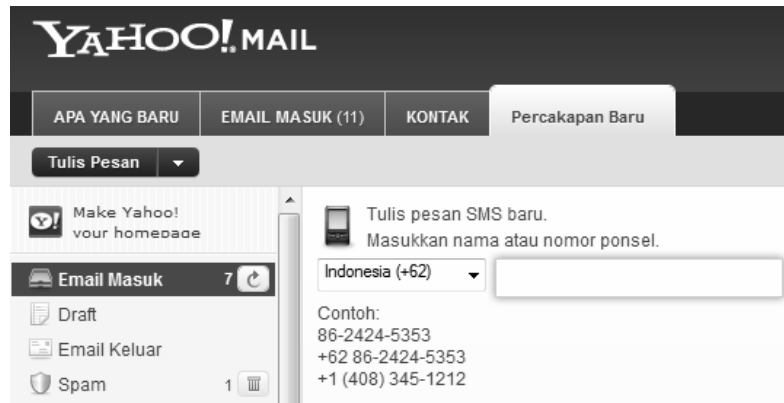 YAHOO! MAIL
APA YANG BARU EMAIL MASUK (11) KONTAK Percakapan Baru
Tulis Pesan
Y! Make Yahoo!
your homepage
Email Masuk 7
Draft
Email Keluar
Spam 1
Tulis pesan SMS baru.
Masukkan nama atau nomor ponsel.
Indonesia (+62)
Contoh:
86-2424-5353
+62 86-2424-5353
+1 (408) 345-1212